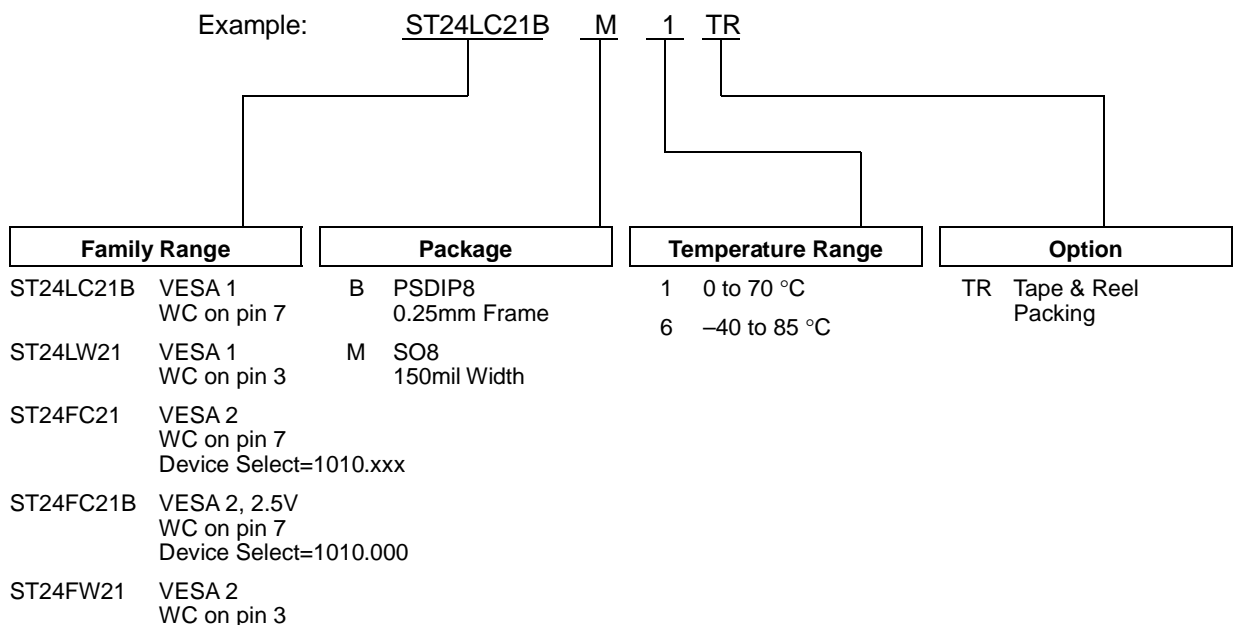 Example: ST24LC21B M 1 TR
Family Range Package Temperature Range Option
ST24LC21B VESA 1 B PSDIP8 1 0 to 70 °C TR Tape & Reel
WC on pin 7 0.25mm Frame Packing
6 –40 to 85 °C
ST24LW21 VESA 1 M SO8
WC on pin 3 150mil Width
ST24FC21 VESA 2
WC on pin 7
Device Select=1010.xxx
ST24FC21B VESA 2, 2.5V
WC on pin 7
Device Select=1010.000
ST24FW21 VESA 2
WC on pin 3